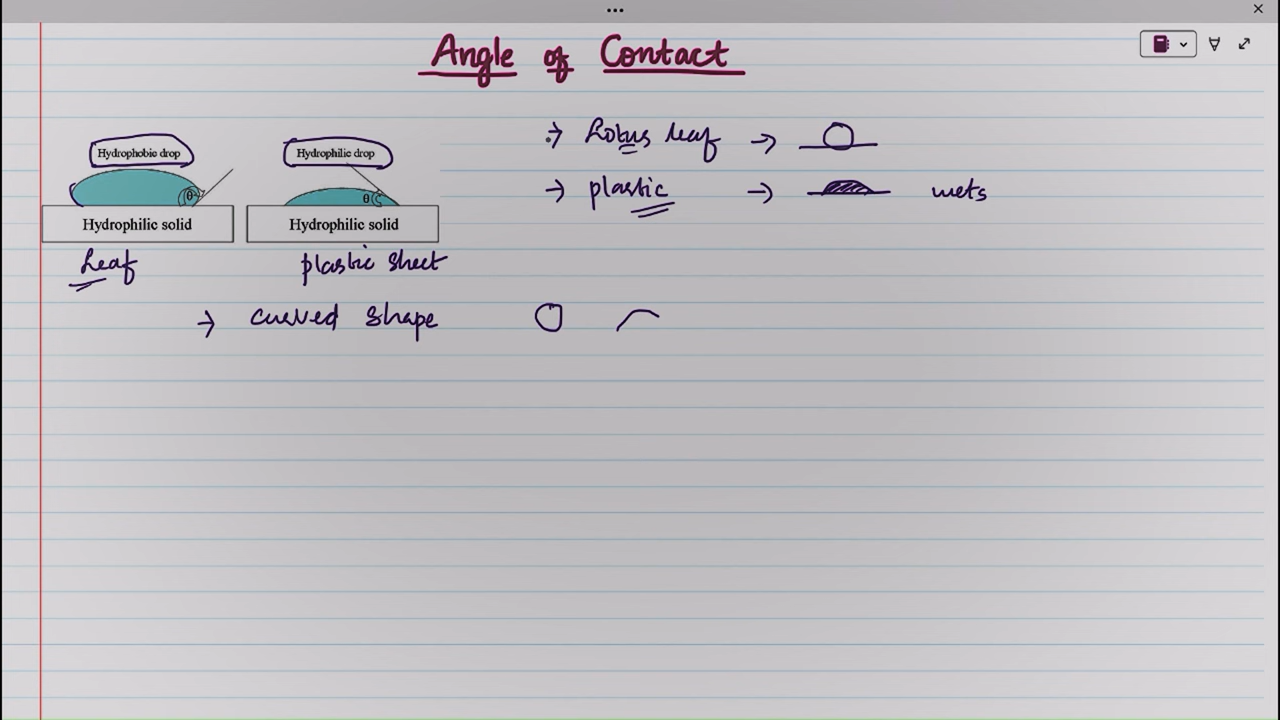 Angle of Contact
Hydrophobic drop
Hydrophilic drop
→ Lotus leaf →
→ plastic → wets
θ
θ
Hydrophilic solid
Hydrophilic solid
Leaf
plastic sheet
→ curved shape